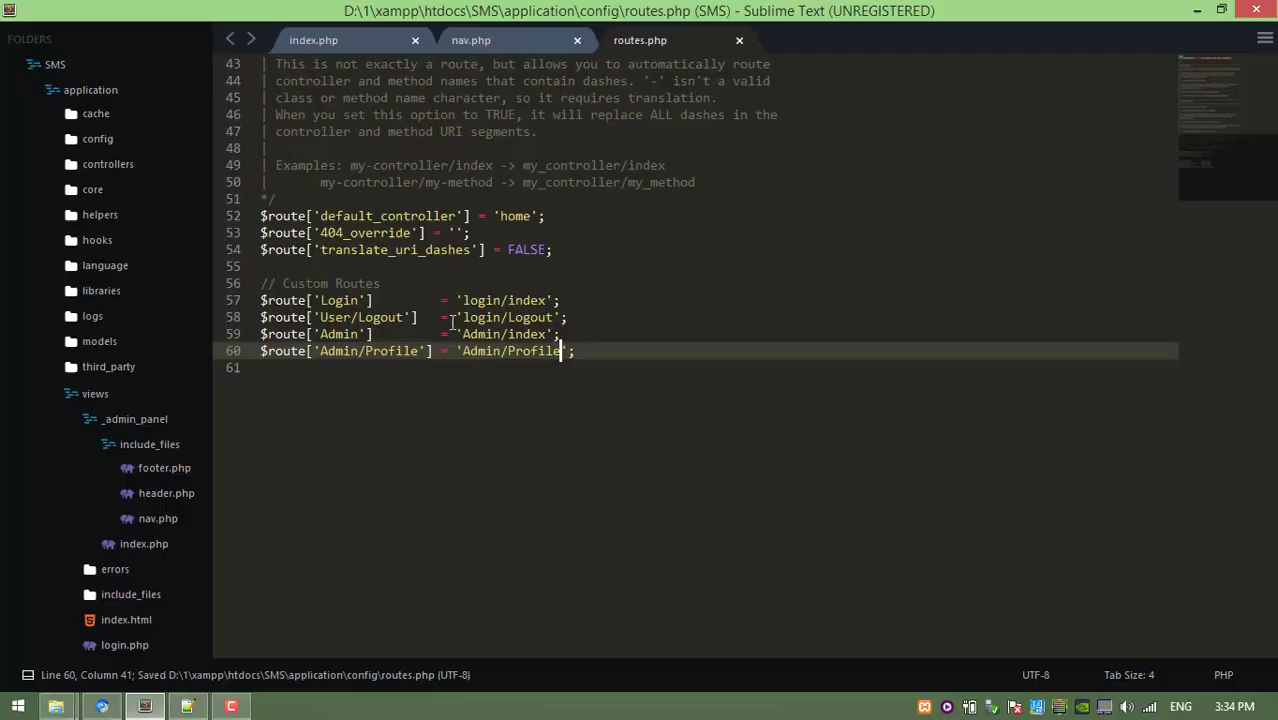 D:\1\xampp\htdocs\SMS\application\config\routes.php (SMS) - Sublime Text (UNREGISTERED)
FOLDERS
SMS
application
cache
config
controllers
core
helpers
hooks
language
libraries
logs
models
third_party
views
_admin_panel
include_files
footer.php
header.php
nav.php
index.php
errors
include_files
index.html
login.php
index.php
nav.php
routes.php
43 | This is not exactly a route, but allows you to automatically route
44 | controller and method names that contain dashes. '-' isn't a valid
45 | class or method name character, so it requires translation.
46 | When you set this option to TRUE, it will replace ALL dashes in the
47 | controller and method URI segments.
48 |
49 | Examples: my-controller/index -> my_controller/index
50 | my-controller/my-method -> my_controller/my_method
51 */
52 $route['default_controller'] = 'home';
53 $route['404_override'] = '';
54 $route['translate_uri_dashes'] = FALSE;
55
56 // Custom Routes
57 $route['Login'] = 'login/index';
58 $route['User/Logout'] = 'login/Logout';
59 $route['Admin'] = 'Admin/index';
60 $route['Admin/Profile'] = 'Admin/Profile';
61
Line 60, Column 41; Saved D:\1\xampp\htdocs\SMS\application\config\routes.php (UTF-8)
UTF-8
Tab Size: 4
PHP
ENG
3:34 PM